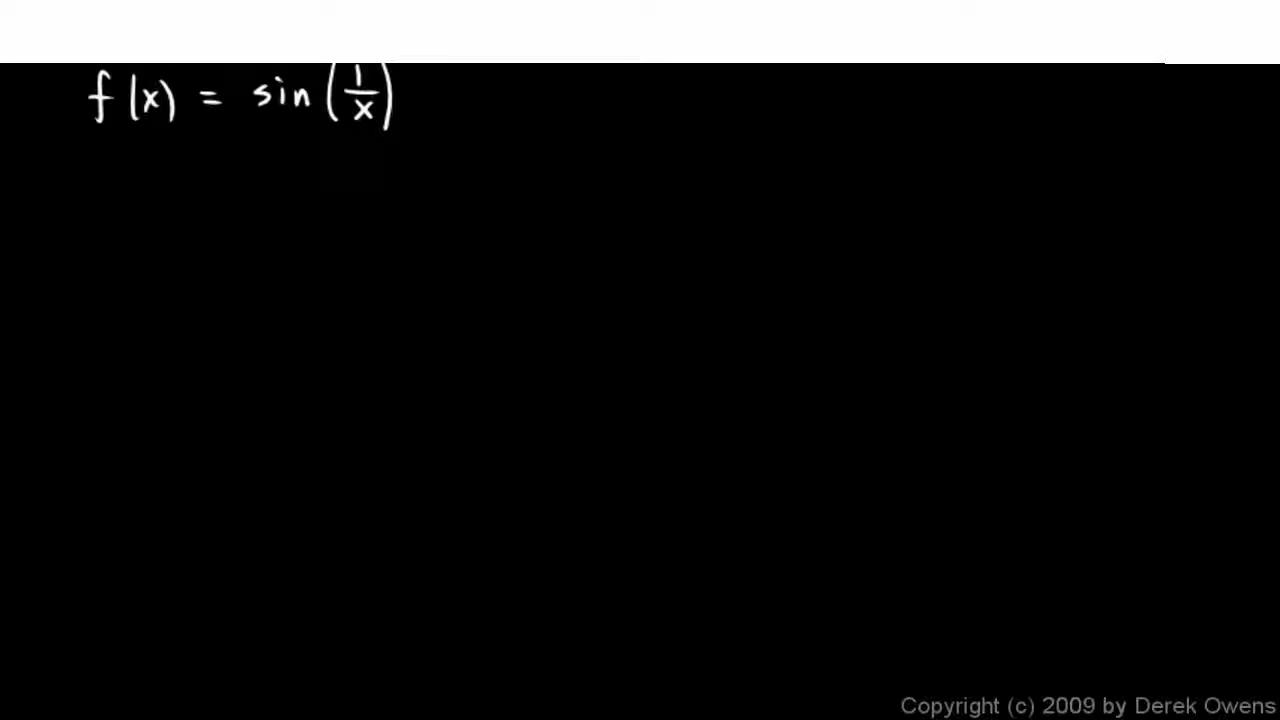 f(x) = sin(1/x)
Copyright (c) 2009 by Derek Owens